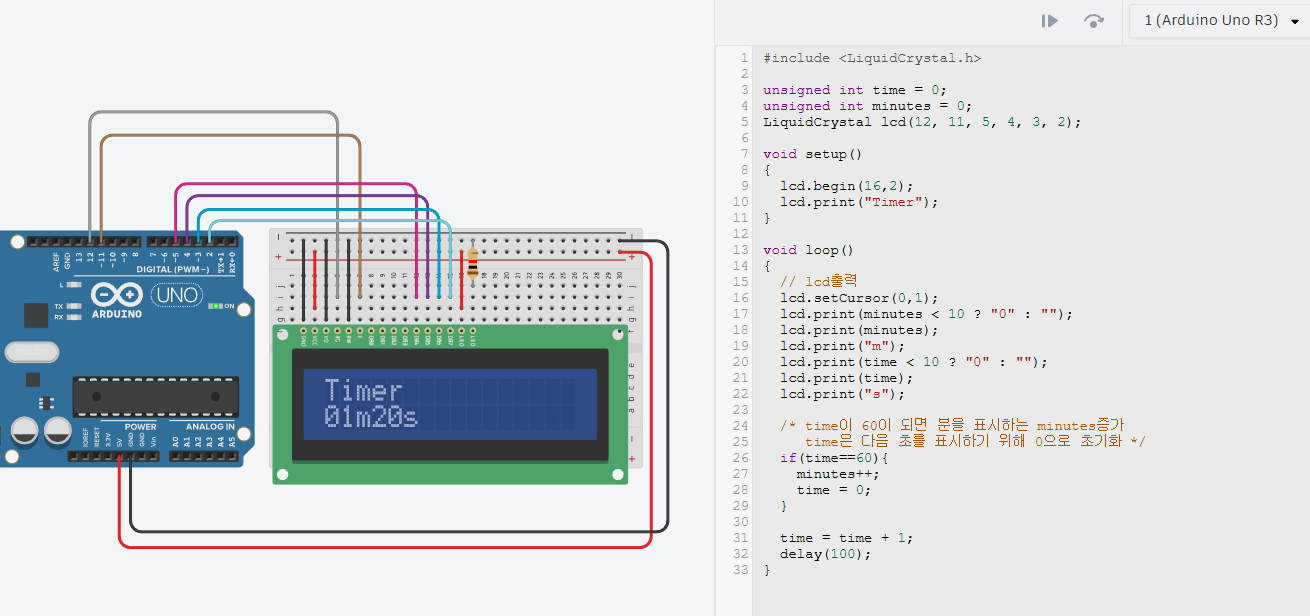 1 (Arduino Uno R3)
1 #include <LiquidCrystal.h>
2
3 unsigned int time = 0;
4 unsigned int minutes = 0;
5 LiquidCrystal lcd(12, 11, 5, 4, 3, 2);
6
7 void setup()
8 {
9 lcd.begin(16,2);
10 lcd.print("Timer");
11 }
12
13 void loop()
14 {
15 // lcd출력
16 lcd.setCursor(0,1);
17 lcd.print(minutes < 10 ? "0" : "");
18 lcd.print(minutes);
19 lcd.print("m");
20 lcd.print(time < 10 ? "0" : "");
21 lcd.print(time);
22 lcd.print("s");
23
24 /* time이 60이 되면 분을 표시하는 minutes증가
25 time은 다음 초를 표시하기 위해 0으로 초기화 */
26 if(time==60){
27 minutes++;
28 time = 0;
29 }
30
31 time = time + 1;
32 delay(100);
33 }
AREF GND 13 12 ~11 ~10 ~9 8 7 ~6 ~5 4 ~3 2 TX→1 RX←0
DIGITAL (PWM~)
L
TX
RX
UNO
ON
ARDUINO
POWER
ANALOG IN
IOREF RESET 3.3V 5V GND GND Vin A0 A1 A2 A3 A4 A5
Timer
01m20s